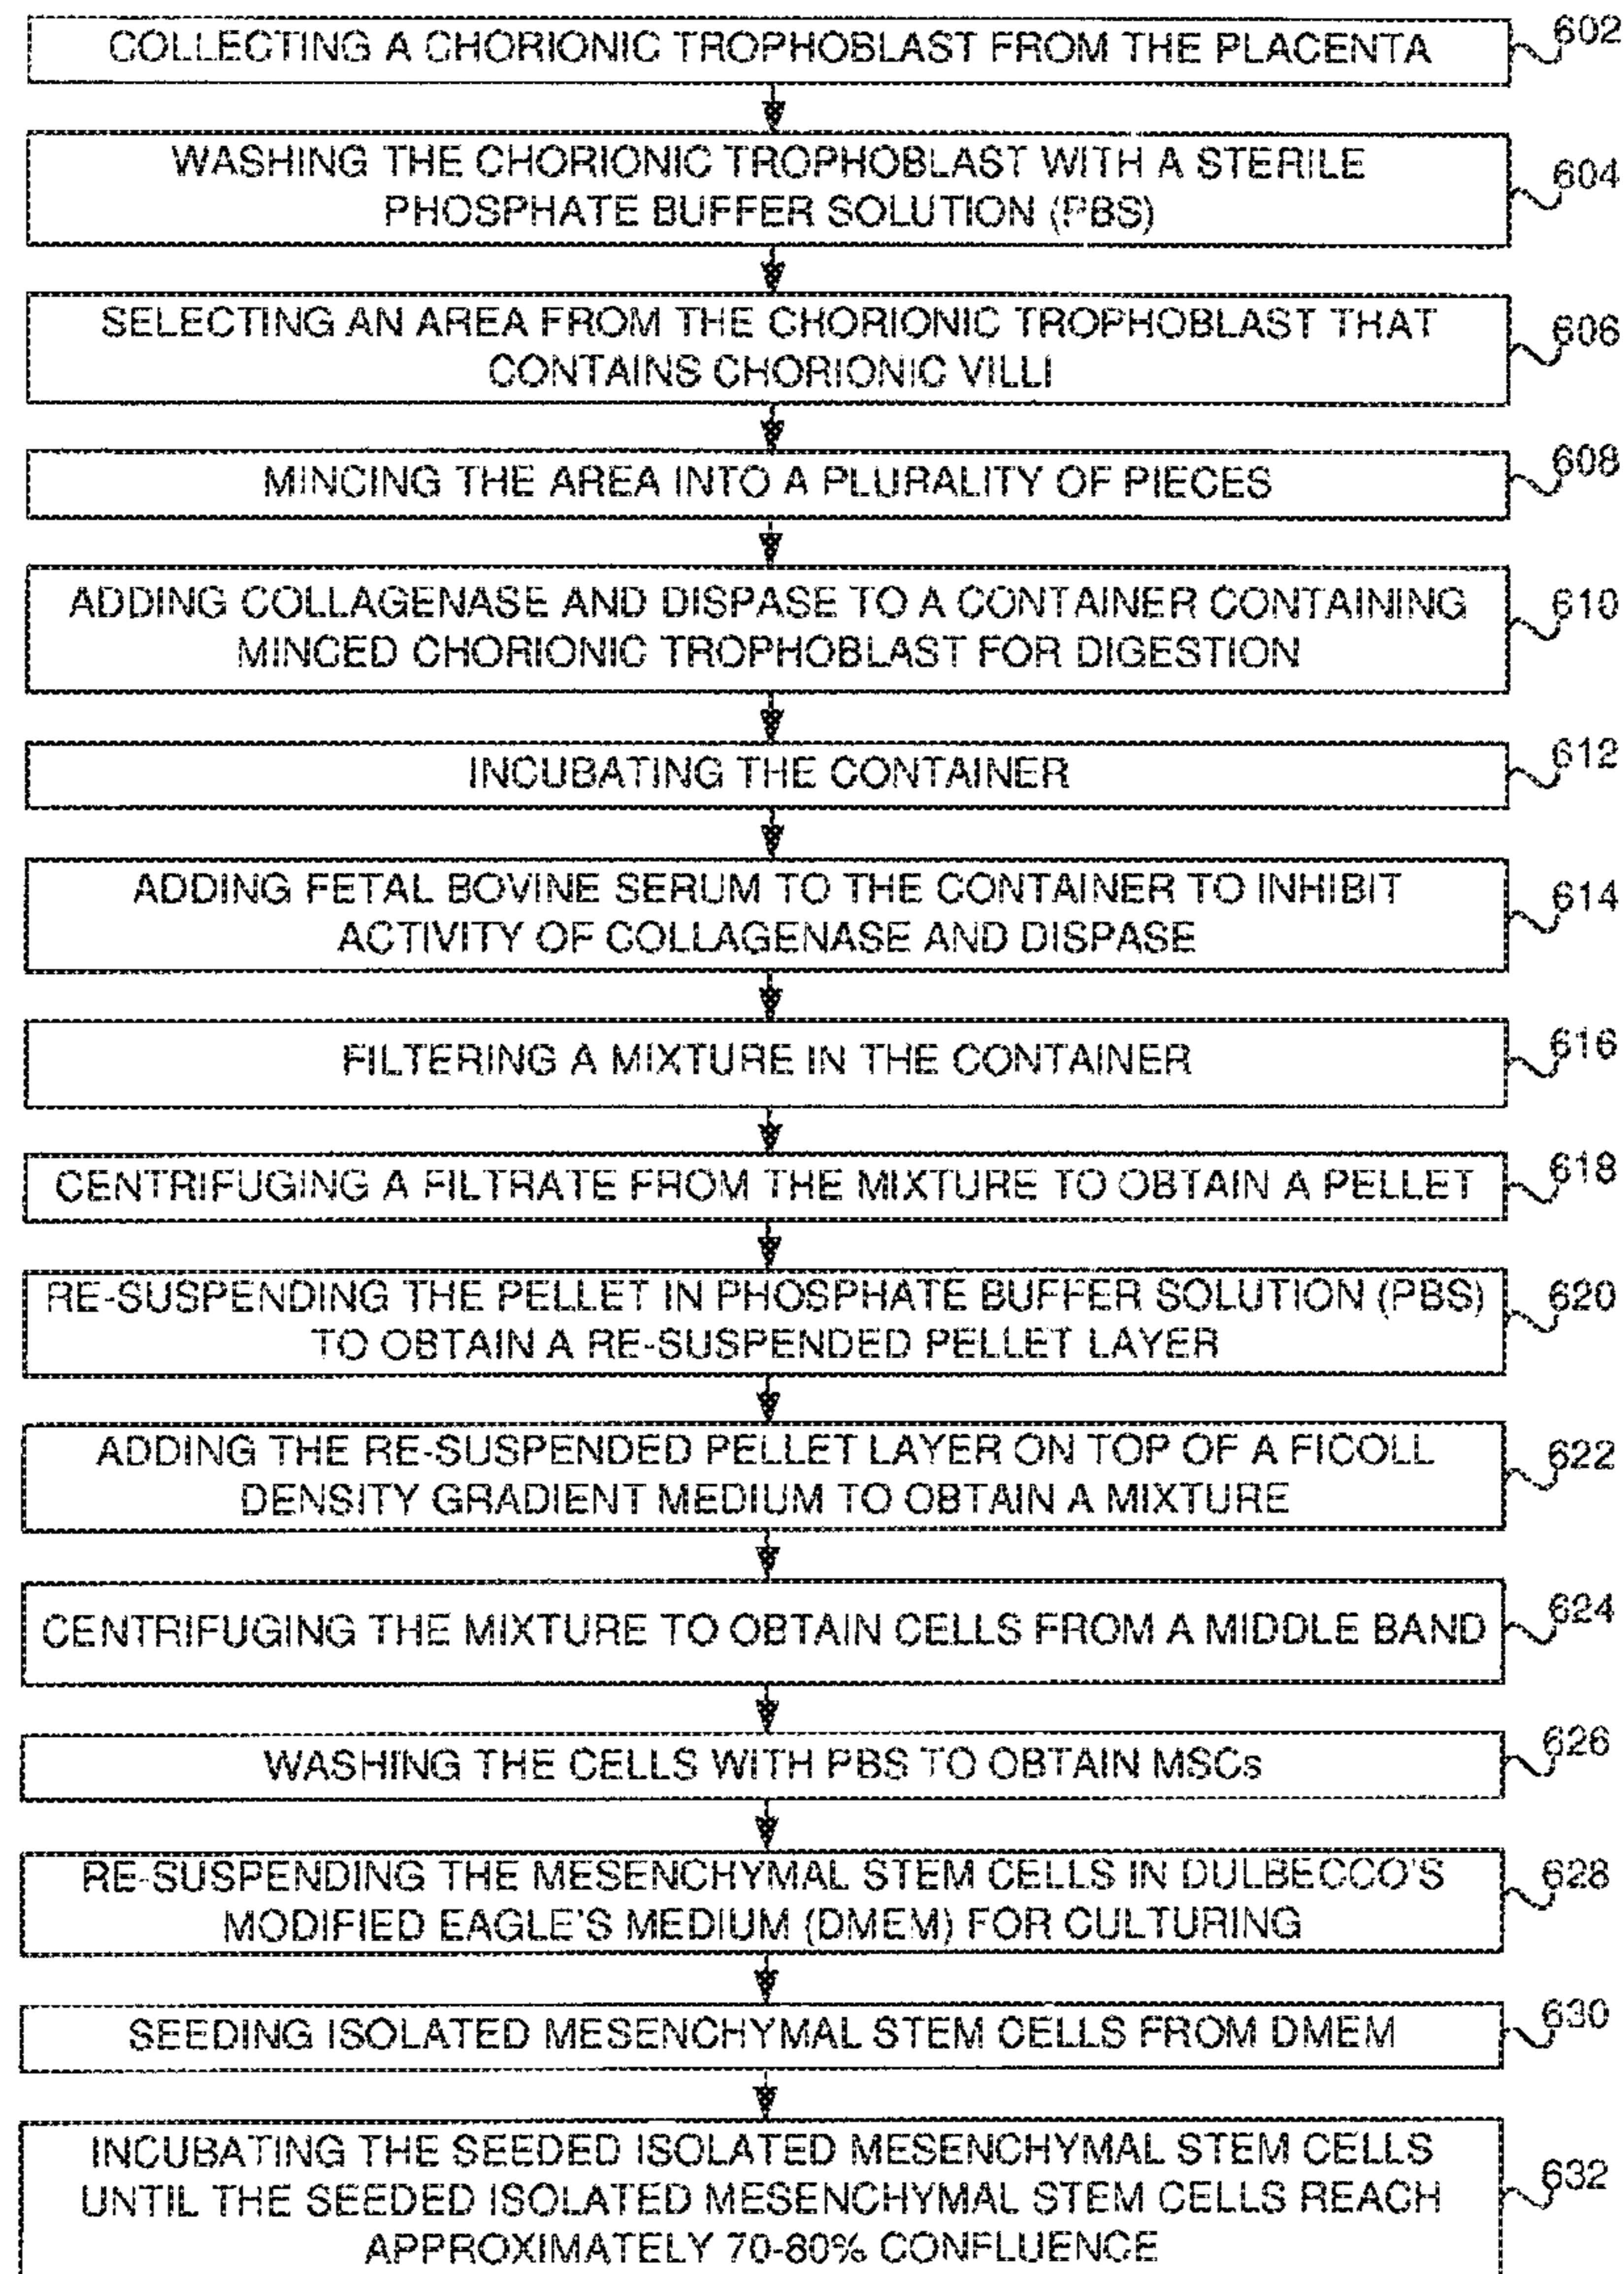 COLLECTING A CHORIONIC TROPHOBLAST FROM THE PLACENTA
602
WASHING THE CHORIONIC TROPHOBLAST WITH A STERILE
PHOSPHATE BUFFER SOLUTION (PBS)
604
SELECTING AN AREA FROM THE CHORIONIC TROPHOBLAST THAT
CONTAINS CHORIONIC VILLI
606
MINCING THE AREA INTO A PLURALITY OF PIECES
608
ADDING COLLAGENASE AND DISPASE TO A CONTAINER CONTAINING
MINCED CHORIONIC TROPHOBLAST FOR DIGESTION
610
INCUBATING THE CONTAINER
612
ADDING FETAL BOVINE SERUM TO THE CONTAINER TO INHIBIT
ACTIVITY OF COLLAGENASE AND DISPASE
614
FILTERING A MIXTURE IN THE CONTAINER
616
CENTRIFUGING A FILTRATE FROM THE MIXTURE TO OBTAIN A PELLET
618
RE-SUSPENDING THE PELLET IN PHOSPHATE BUFFER SOLUTION (PBS)
TO OBTAIN A RE-SUSPENDED PELLET LAYER
620
ADDING THE RE-SUSPENDED PELLET LAYER ON TOP OF A FICOLL
DENSITY GRADIENT MEDIUM TO OBTAIN A MIXTURE
622
CENTRIFUGING THE MIXTURE TO OBTAIN CELLS FROM A MIDDLE BAND
624
WASHING THE CELLS WITH PBS TO OBTAIN MSCs
626
RE-SUSPENDING THE MESENCHYMAL STEM CELLS IN DULBECCO'S
MODIFIED EAGLE'S MEDIUM (DMEM) FOR CULTURING
628
SEEDING ISOLATED MESENCHYMAL STEM CELLS FROM DMEM
630
INCUBATING THE SEEDED ISOLATED MESENCHYMAL STEM CELLS
UNTIL THE SEEDED ISOLATED MESENCHYMAL STEM CELLS REACH
APPROXIMATELY 70-80% CONFLUENCE
632